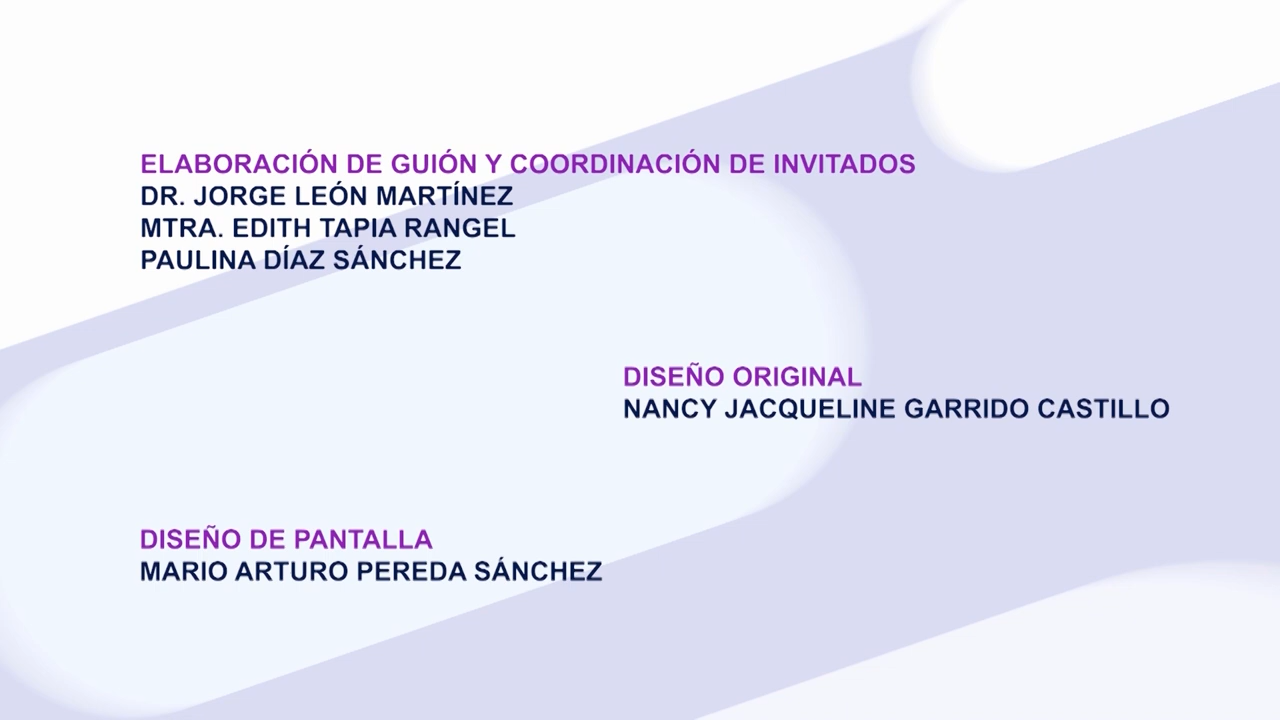 ELABORACIÓN DE GUIÓN Y COORDINACIÓN DE INVITADOS
DR. JORGE LEÓN MARTÍNEZ
MTRA. EDITH TAPIA RANGEL
PAULINA DÍAZ SÁNCHEZ
DISEÑO ORIGINAL
NANCY JACQUELINE GARRIDO CASTILLO
DISEÑO DE PANTALLA
MARIO ARTURO PEREDA SÁNCHEZ